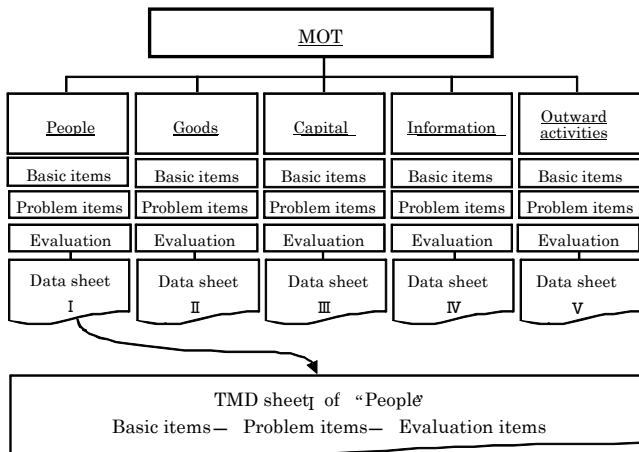 MOT
People
Goods
Capital
Information
Outward
activities
Basic items
Basic items
Basic items
Basic items
Basic items
Problem items
Problem items
Problem items
Problem items
Problem items
Evaluation
Evaluation
Evaluation
Evaluation
Evaluation
Data sheet
Ⅰ
Data sheet
Ⅱ
Data sheet
Ⅲ
Data sheet
Ⅳ
Data sheet
Ⅴ
TMD sheetⅠ of “People”
Basic items— Problem items— Evaluation items